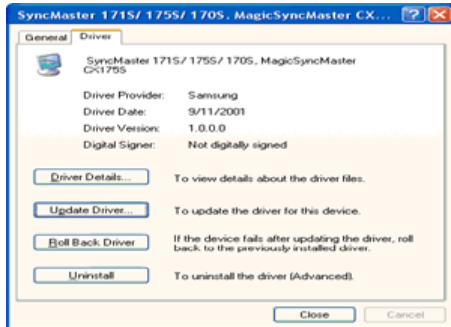 SyncMaster 171S/ 175S/ 170S, MagicSyncMaster CX...
General Driver
SyncMaster 171S/ 175S/ 170S, MagicSyncMaster
CX175S
Driver Provider: Samsung
Driver Date: 9/11/2001
Driver Version: 1.0.0.0
Digital Signer: Not digitally signed
Driver Details... To view details about the driver files.
Update Driver... To update the driver for this device.
Roll Back Driver If the device fails after updating the driver, roll
back to the previously installed driver.
Uninstall To uninstall the driver (Advanced).
Close Cancel